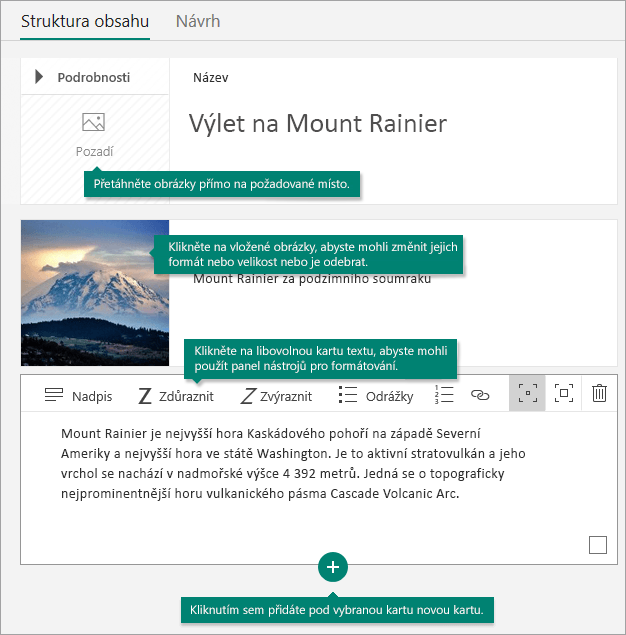 Struktura obsahu Návrh
Podrobnosti
Název
Pozadí
Výlet na Mount Rainier
Přetáhněte obrázky přímo na požadované místo.
Klikněte na vložené obrázky, abyste mohli změnit jejich
formát nebo velikost nebo je odebrat.
Mount Rainier za podzimního soumraku
Klikněte na libovolnou kartu textu, abyste mohli
použít panel nástrojů pro formátování.
Nadpis Z Zdůraznit Z Zvýraznit Odrážky 1 2 3
Mount Rainier je nejvyšší hora Kaskádového pohoří na západě Severní
Ameriky a nejvyšší hora ve státě Washington. Je to aktivní stratovulkán a jeho
vrchol se nachází v nadmořské výšce 4 392 metrů. Jedná se o topograficky
nejprominentnější horu vulkanického pásma Cascade Volcanic Arc.
Kliknutím sem přidáte pod vybranou kartu novou kartu.